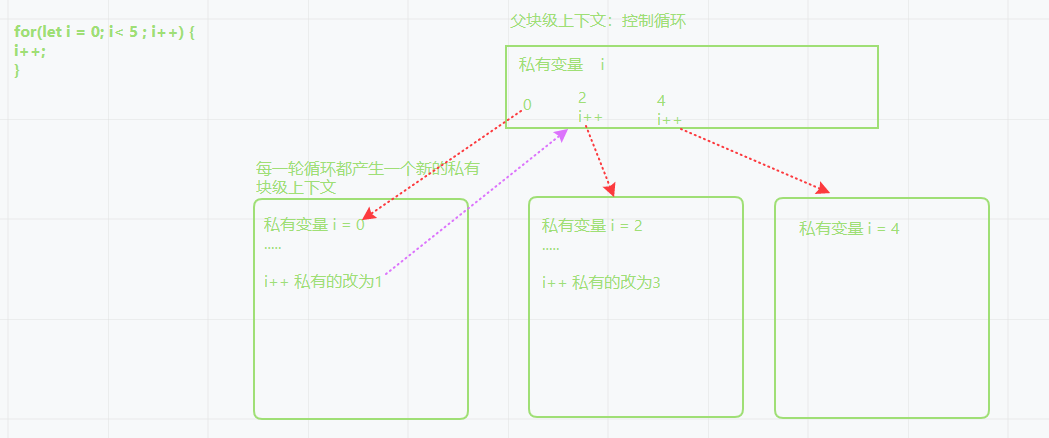 for(let i = 0; i< 5 ; i++) {
i++;
}
父块级上下文：控制循环
私有变量 i
0
2
i++
4
i++
每一轮循环都产生一个新的私有
块级上下文
私有变量 i = 0
.....
i++ 私有的改为1
私有变量 i = 2
.....
i++ 私有的改为3
私有变量 i = 4